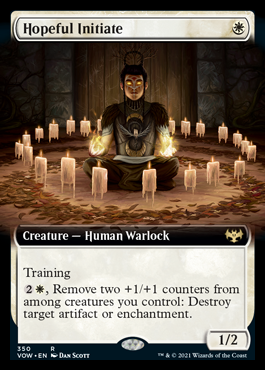 Hopeful Initiate
Creature — Human Warlock
Training
2, Remove two +1/+1 counters from
among creatures you control: Destroy
target artifact or enchantment.
1/2
350 R
VOW • EN Dan Scott
™ & © 2021 Wizards of the Coast